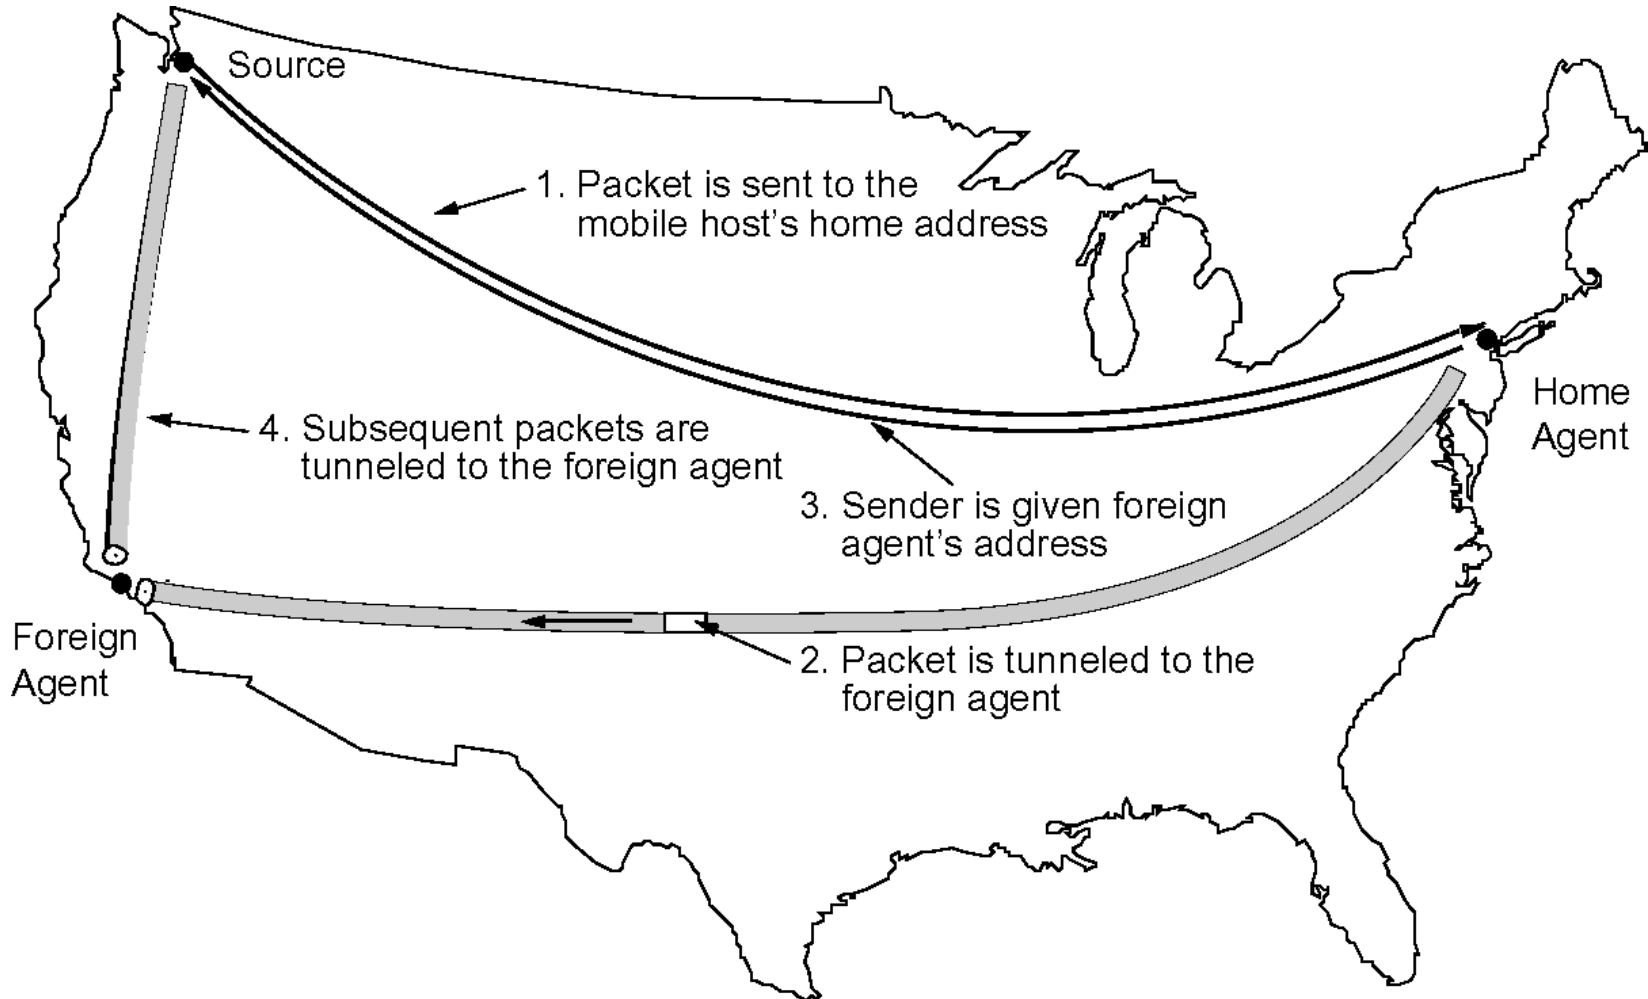 Source
1. Packet is sent to the
mobile host's home address
Home
Agent
4. Subsequent packets are
tunneled to the foreign agent
3. Sender is given foreign
agent's address
Foreign
Agent
2. Packet is tunneled to the
foreign agent